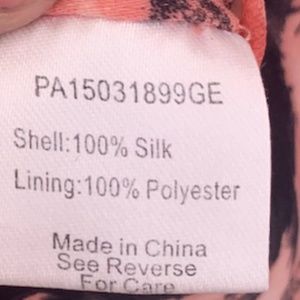 PA15031899GE
Shell:100% Silk
Lining:100% Polyester
Made in China
See Reverse
For Care